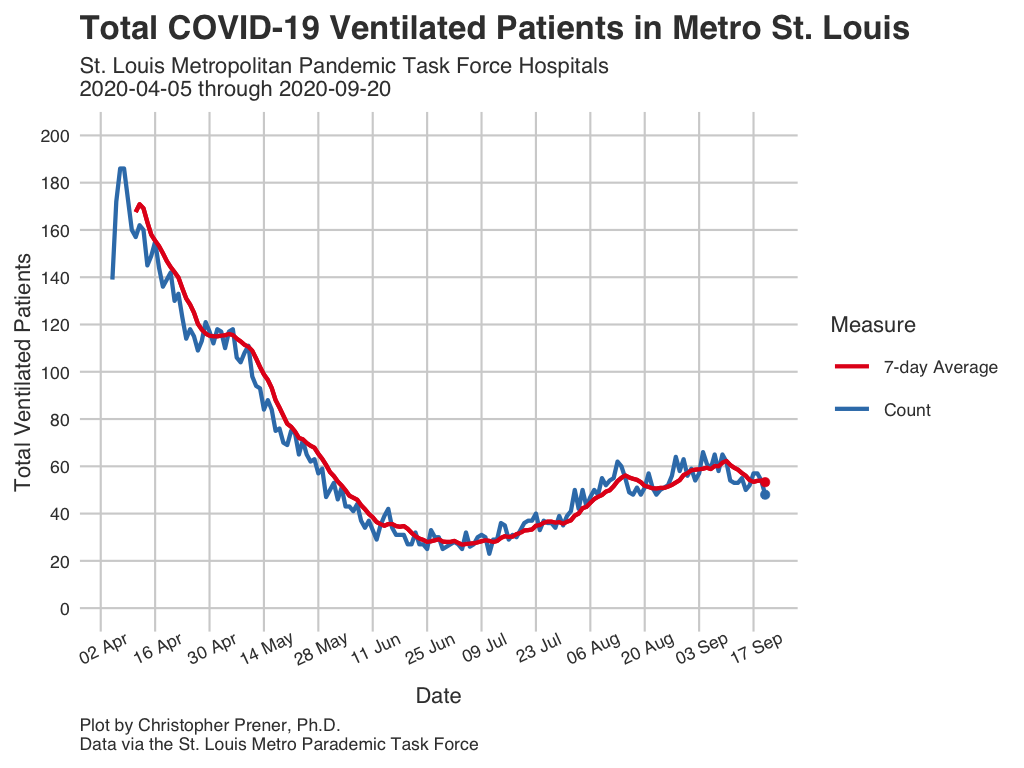 Total COVID-19 Ventilated Patients in Metro St. Louis
St. Louis Metropolitan Pandemic Task Force Hospitals
2020-04-05 through 2020-09-20
Total Ventilated Patients
200
180
160
140
120
100
80
60
40
20
0
02 Apr
16 Apr
30 Apr
14 May
28 May
11 Jun
25 Jun
09 Jul
23 Jul
06 Aug
20 Aug
03 Sep
17 Sep
Date
Measure
7-day Average
Count
Plot by Christopher Prener, Ph.D.
Data via the St. Louis Metro Parademic Task Force